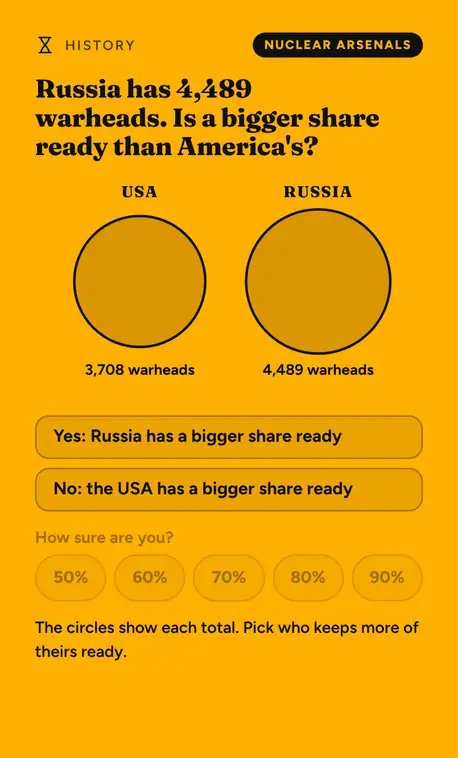 HISTORY
NUCLEAR ARSENALS
Russia has 4,489
warheads. Is a bigger share
ready than America's?
USA
RUSSIA
3,708 warheads
4,489 warheads
Yes: Russia has a bigger share ready
No: the USA has a bigger share ready
How sure are you?
50%
60%
70%
80%
90%
The circles show each total. Pick who keeps more of
theirs ready.